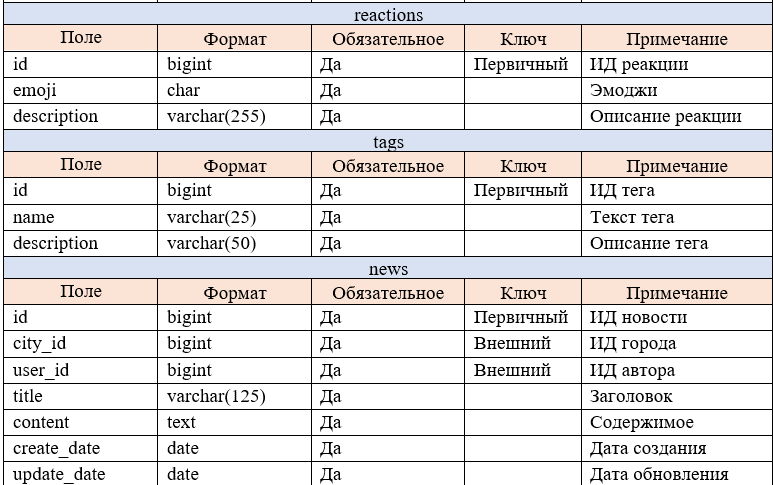 reactions
Поле Формат Обязательное Ключ Примечание
id bigint Да Первичный ИД реакции
emoji char Да Эмоджи
description varchar(255) Да Описание реакции
tags
Поле Формат Обязательное Ключ Примечание
id bigint Да Первичный ИД тега
name varchar(25) Да Текст тега
description varchar(50) Да Описание тега
news
Поле Формат Обязательное Ключ Примечание
id bigint Да Первичный ИД новости
city_id bigint Да Внешний ИД города
user_id bigint Да Внешний ИД автора
title varchar(125) Да Заголовок
content text Да Содержимое
create_date date Да Дата создания
update_date date Да Дата обновления